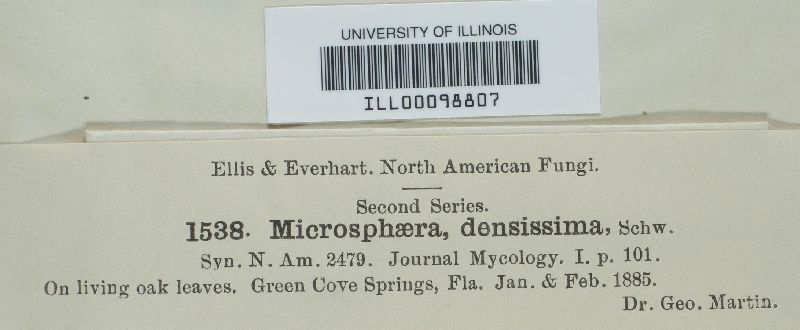 UNIVERSITY OF ILLINOIS
ILL00098807
Ellis & Everhart. North American Fungi.
Second Series.
1538. Microsphæra, densissima, Schw.
Syn. N. Am. 2479. Journal Mycology. I. p. 101.
On living oak leaves. Green Cove Springs, Fla. Jan. & Feb. 1885.
Dr. Geo. Martin.